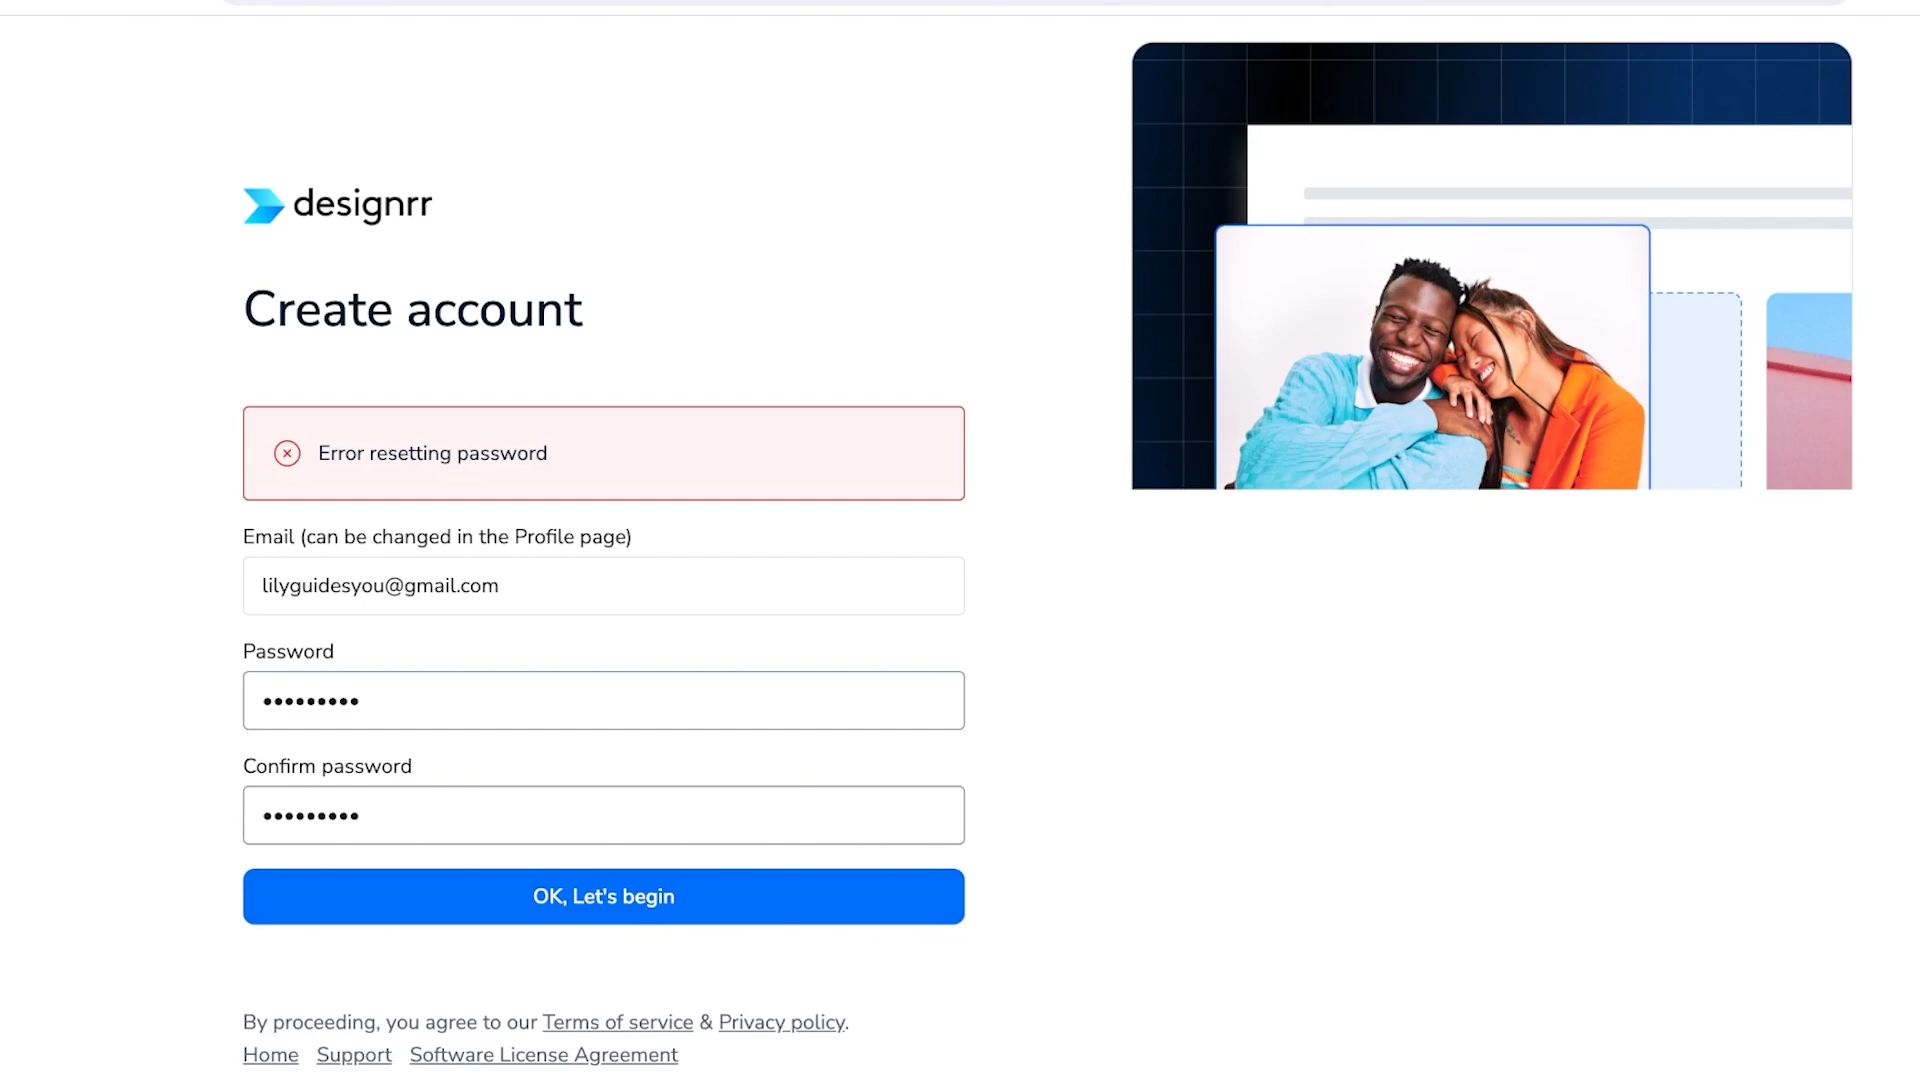 designrr
Create account
Error resetting password
Email (can be changed in the Profile page)
lilyguidesyou@gmail.com
Password
•••••••••
Confirm password
•••••••••
OK, Let's begin
By proceeding, you agree to our Terms of service & Privacy policy.
Home Support Software License Agreement